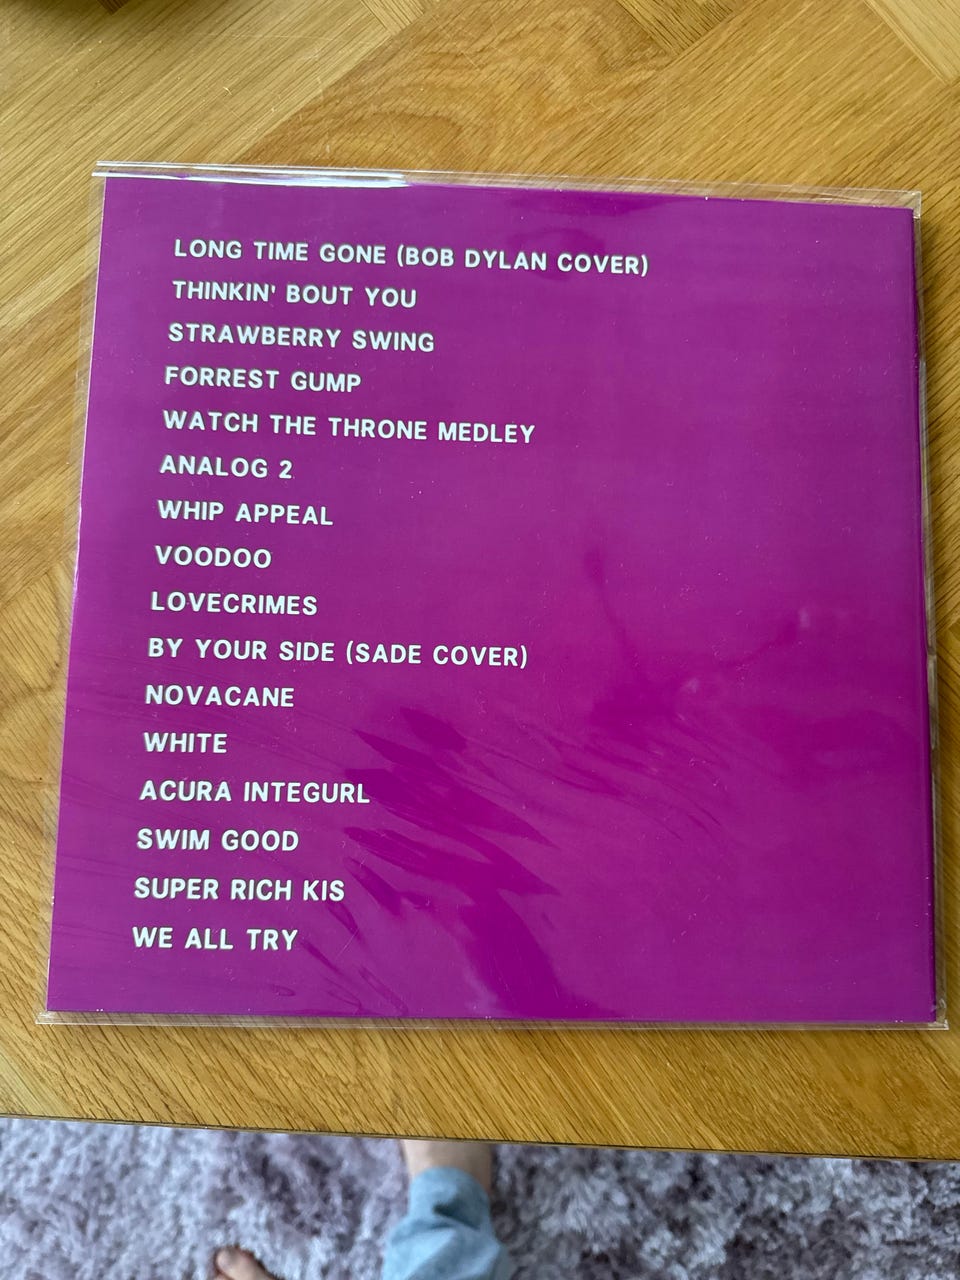 LONG TIME GONE (BOB DYLAN COVER)
THINKIN' BOUT YOU
STRAWBERRY SWING
FORREST GUMP
WATCH THE THRONE MEDLEY
ANALOG 2
WHIP APPEAL
VOODOO
LOVECRIMES
BY YOUR SIDE (SADE COVER)
NOVACANE
WHITE
ACURA INTEGURL
SWIM GOOD
SUPER RICH KIS
WE ALL TRY